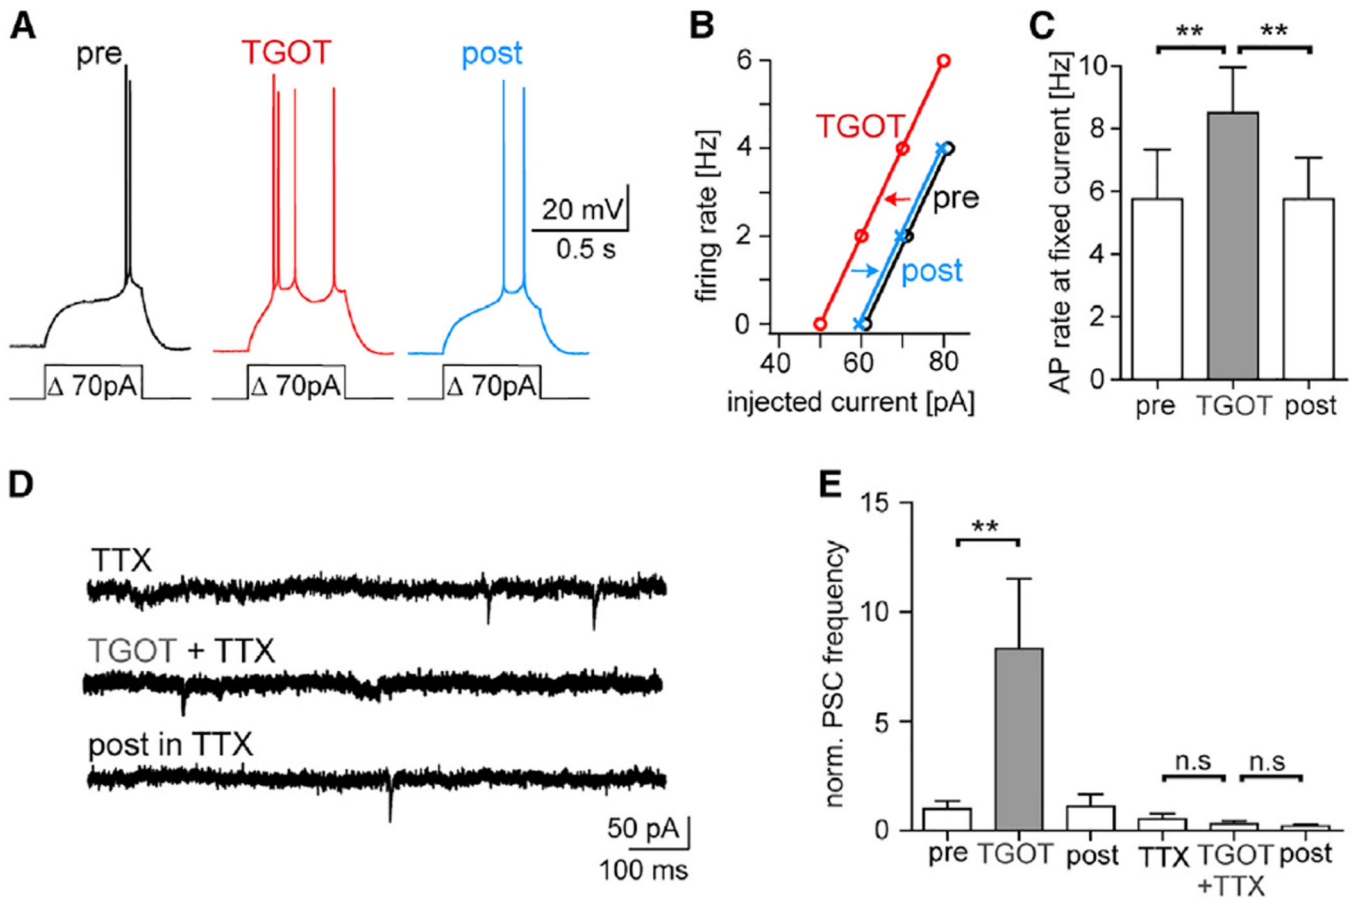 A
pre
TGOT
post
20 mV
0.5 s
Δ 70pA
Δ 70pA
Δ 70pA
B
firing rate [Hz]
6
4
2
0
TGOT
pre
post
40
60
80
injected current [pA]
C
AP rate at fixed current [Hz]
**
**
10
8
6
4
2
0
pre
TGOT
post
D
TTX
TGOT + TTX
post in TTX
50 pA
100 ms
E
norm. PSC frequency
15
10
5
0
**
n.s
n.s
pre
TGOT
post
TTX
TGOT
+TTX
post